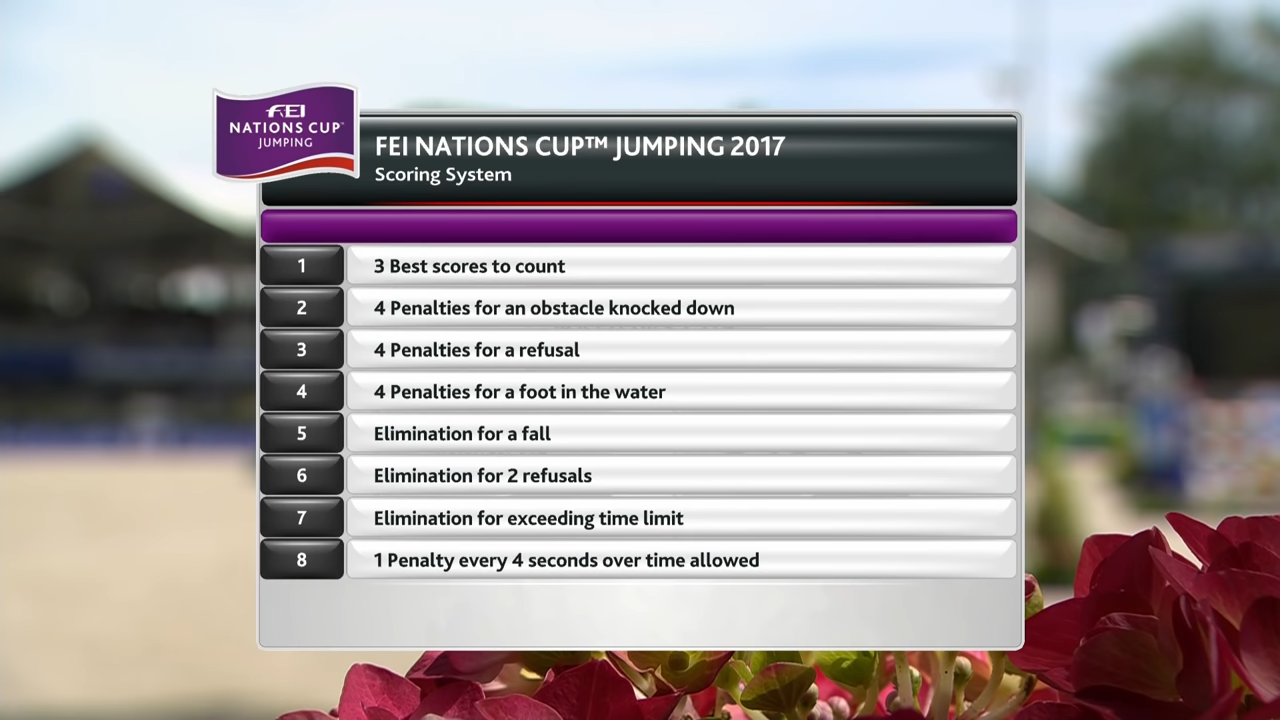 FEI
NATIONS CUP™
JUMPING
FEI NATIONS CUP™ JUMPING 2017
Scoring System
1 3 Best scores to count
2 4 Penalties for an obstacle knocked down
3 4 Penalties for a refusal
4 4 Penalties for a foot in the water
5 Elimination for a fall
6 Elimination for 2 refusals
7 Elimination for exceeding time limit
8 1 Penalty every 4 seconds over time allowed